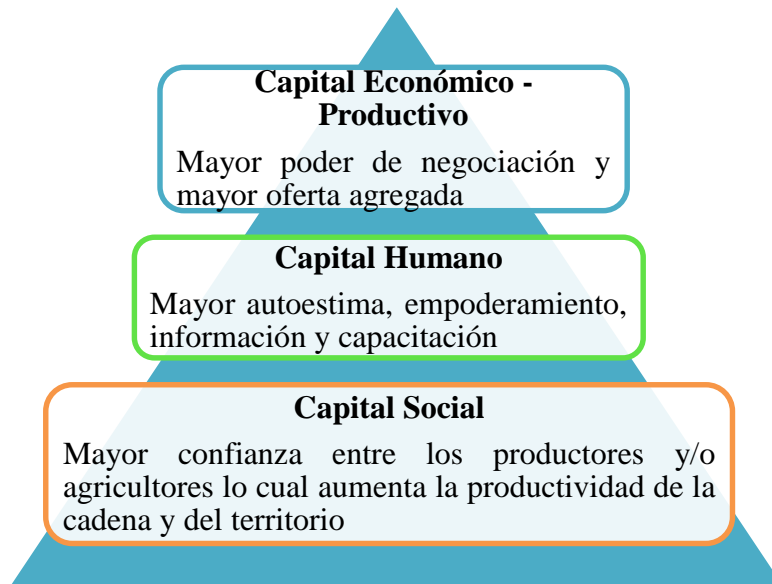 Capital Económico -
Productivo
Mayor poder de negociación y
mayor oferta agregada
Capital Humano
Mayor autoestima, empoderamiento,
información y capacitación
Capital Social
Mayor confianza entre los productores y/o
agricultores lo cual aumenta la productividad de la
cadena y del territorio